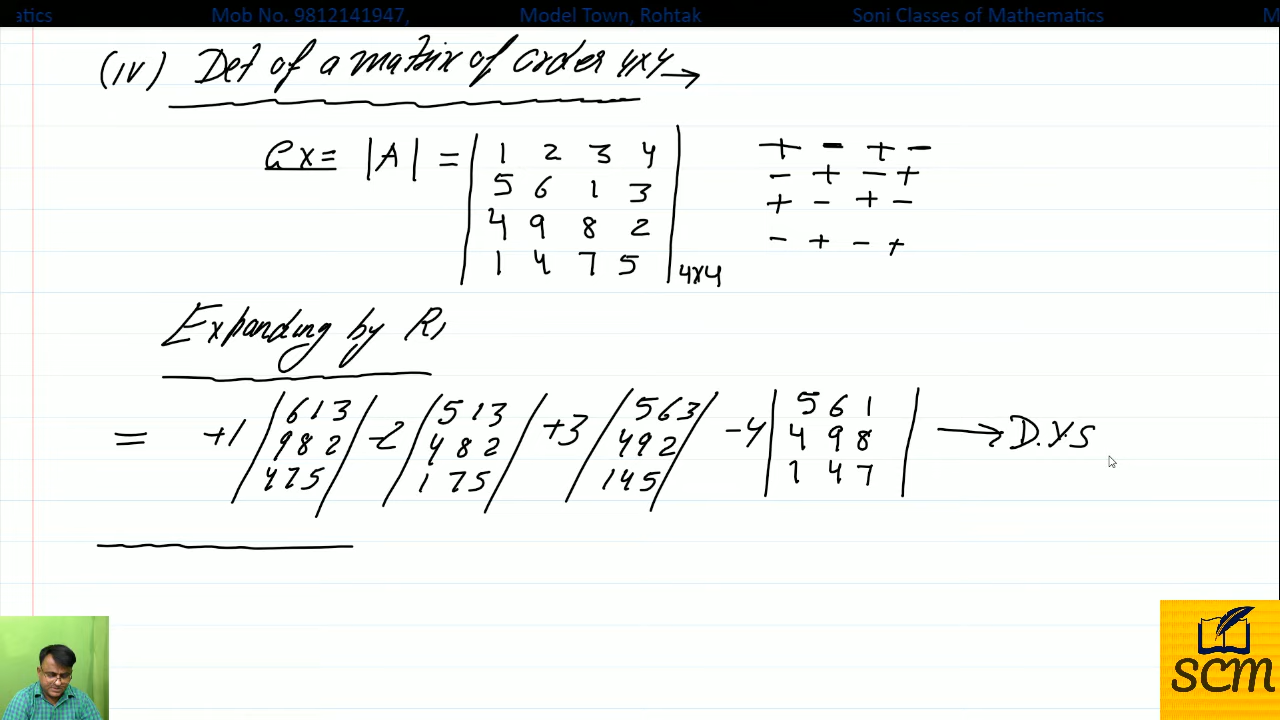 atics Mob No. 9812141947, Model Town, Rohtak Soni Classes of Mathematics M
(iv) Det of a matrix of order 4x4 →
Ex= |A| = | 1 2 3 4 | + - + -
5 6 1 3 - + - +
4 9 8 2 + - + -
1 4 7 5 | 4x4 - + - +
Expanding by R1
= +1 | 6 1 3 | -2 | 5 1 3 | +3 | 5 6 3 | -4 | 5 6 1 | → D.Y.S
9 8 2 4 8 2 4 9 2 4 9 8
4 7 5 1 7 5 1 4 5 1 4 7
SCM